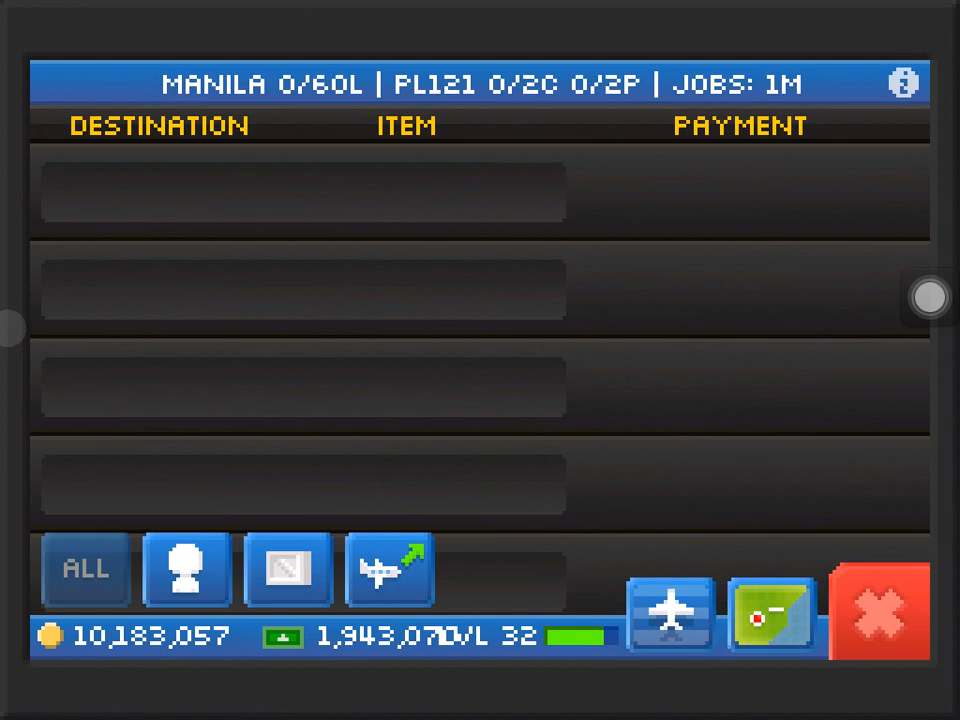 MANILA 0/60L | PL121 0/2C 0/2P | JOBS: 1M
DESTINATION ITEM PAYMENT
ALL
10,183,057 1,943,070 LVL 32